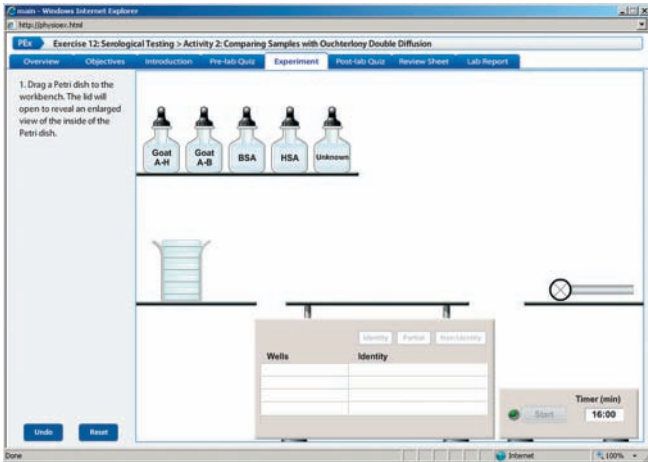 main - Windows Internet Explorer
http://physioex.html
PEx Exercise 12: Serological Testing > Activity 2: Comparing Samples with Ouchterlony Double Diffusion
Overview Objectives Introduction Pre-lab Quiz Experiment Post-lab Quiz Review Sheet Lab Report
1. Drag a Petri dish to the
workbench. The lid will
open to reveal an enlarged
view of the inside of the
Petri dish.
Goat
A-H
Goat
A-B
BSA
HSA
Unknown
Identity Partial Non-Identity
Wells Identity
Timer (min)
Start 16:00
Undo Reset
Done Internet 100%